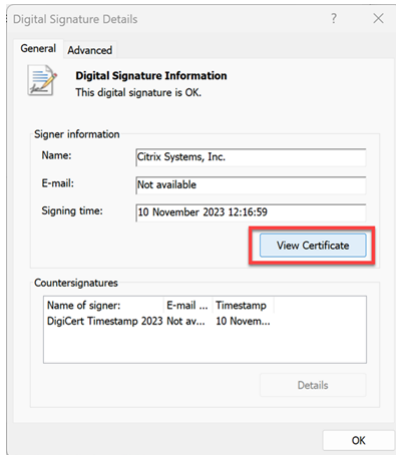 Digital Signature Details
General Advanced
Digital Signature Information
This digital signature is OK.
Signer information
Name: Citrix Systems, Inc.
E-mail: Not available
Signing time: 10 November 2023 12:16:59
View Certificate
Countersignatures
Name of signer: E-mail ... Timestamp
DigiCert Timestamp 2023 Not av... 10 Novem...
Details
OK